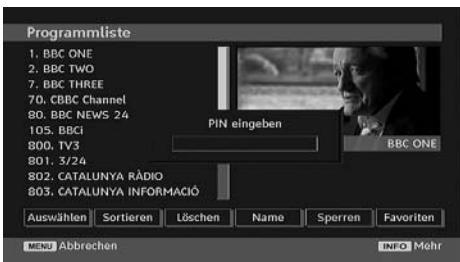 Programmliste
1. BBC ONE
2. BBC TWO
7. BBC THREE
70. CBBC Channel
80. BBC NEWS 24
105. BBCi
800. TV3
801. 3/24
802. CATALUNYA RÀDIO
803. CATALUNYA INFORMACIÓ
PIN eingeben
BBC ONE
Auswählen Sortieren Löschen Name Sperren Favoriten
MENU Abbrechen INFO Mehr